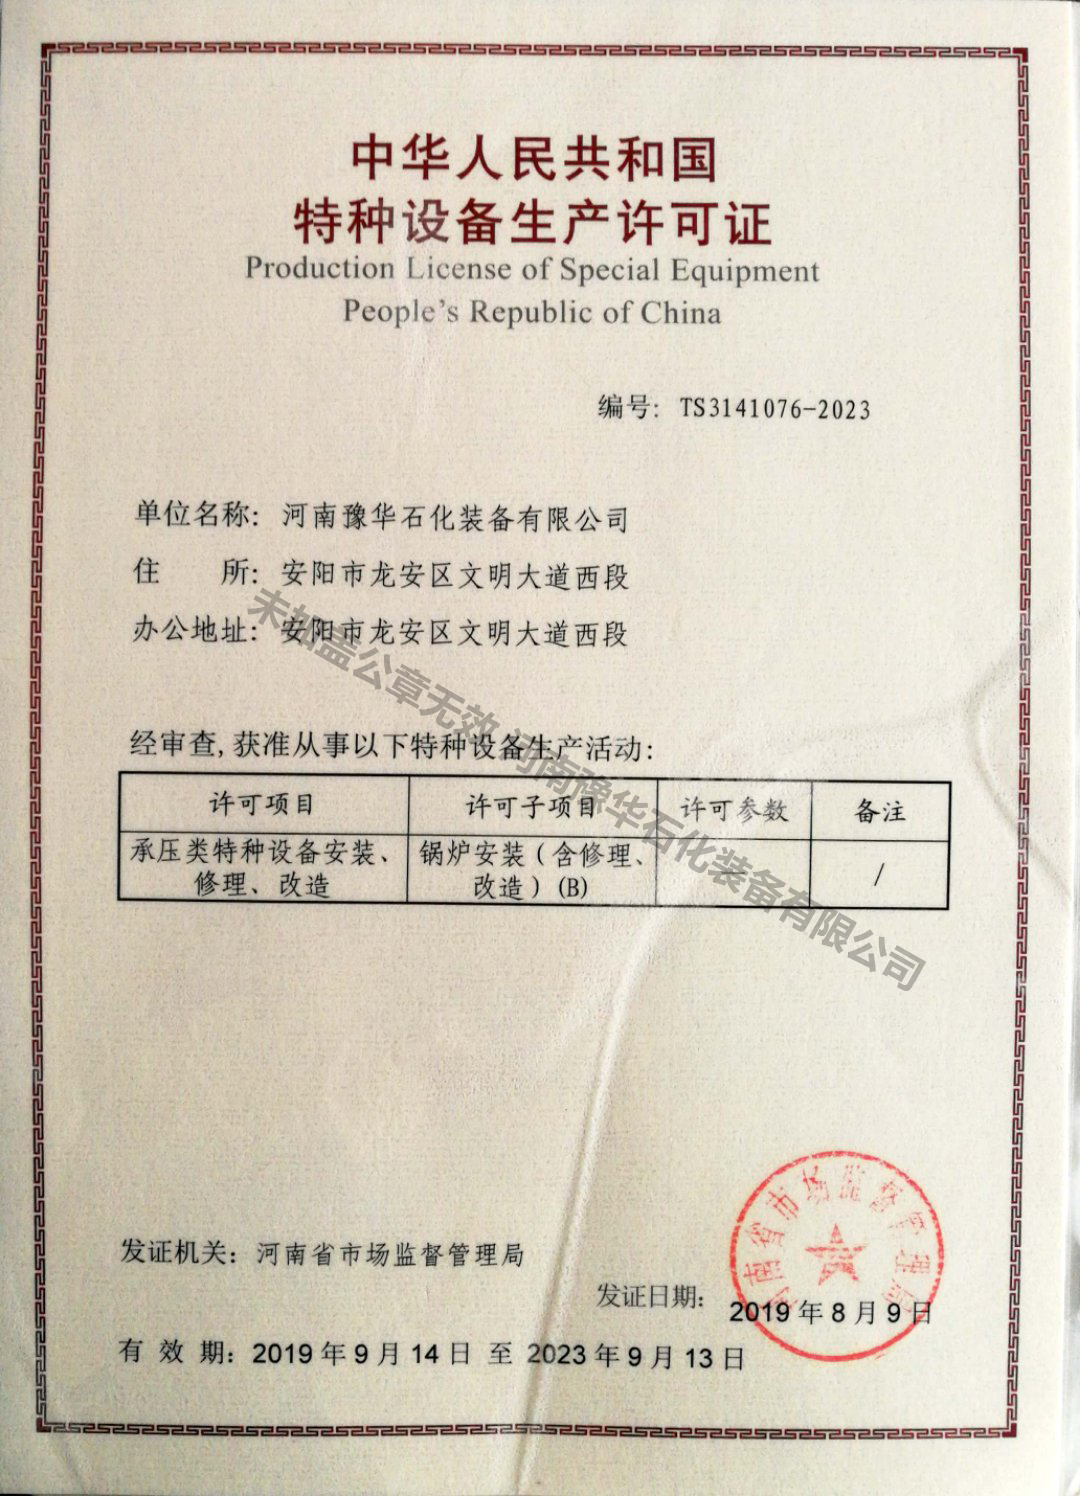 中华人民共和国
特种设备生产许可证
Production License of Special Equipment
People's Republic of China
编号: TS3141076-2023
单位名称: 河南豫华石化装备有限公司
住 所: 安阳市龙安区文明大道西段
办公地址: 安阳市龙安区文明大道西段
未加盖公章无效 河南豫华石化装备有限公司
经审查,获准从事以下特种设备生产活动:
许可项目 许可子项目 许可参数 备注
承压类特种设备安装、 锅炉安装(含修理、
修理、改造 改造)(B) — /
河南省市场监督管理局
发证机关: 河南省市场监督管理局
发证日期: 2019年8月9日
有 效 期: 2019年9月14日 至 2023年9月13日